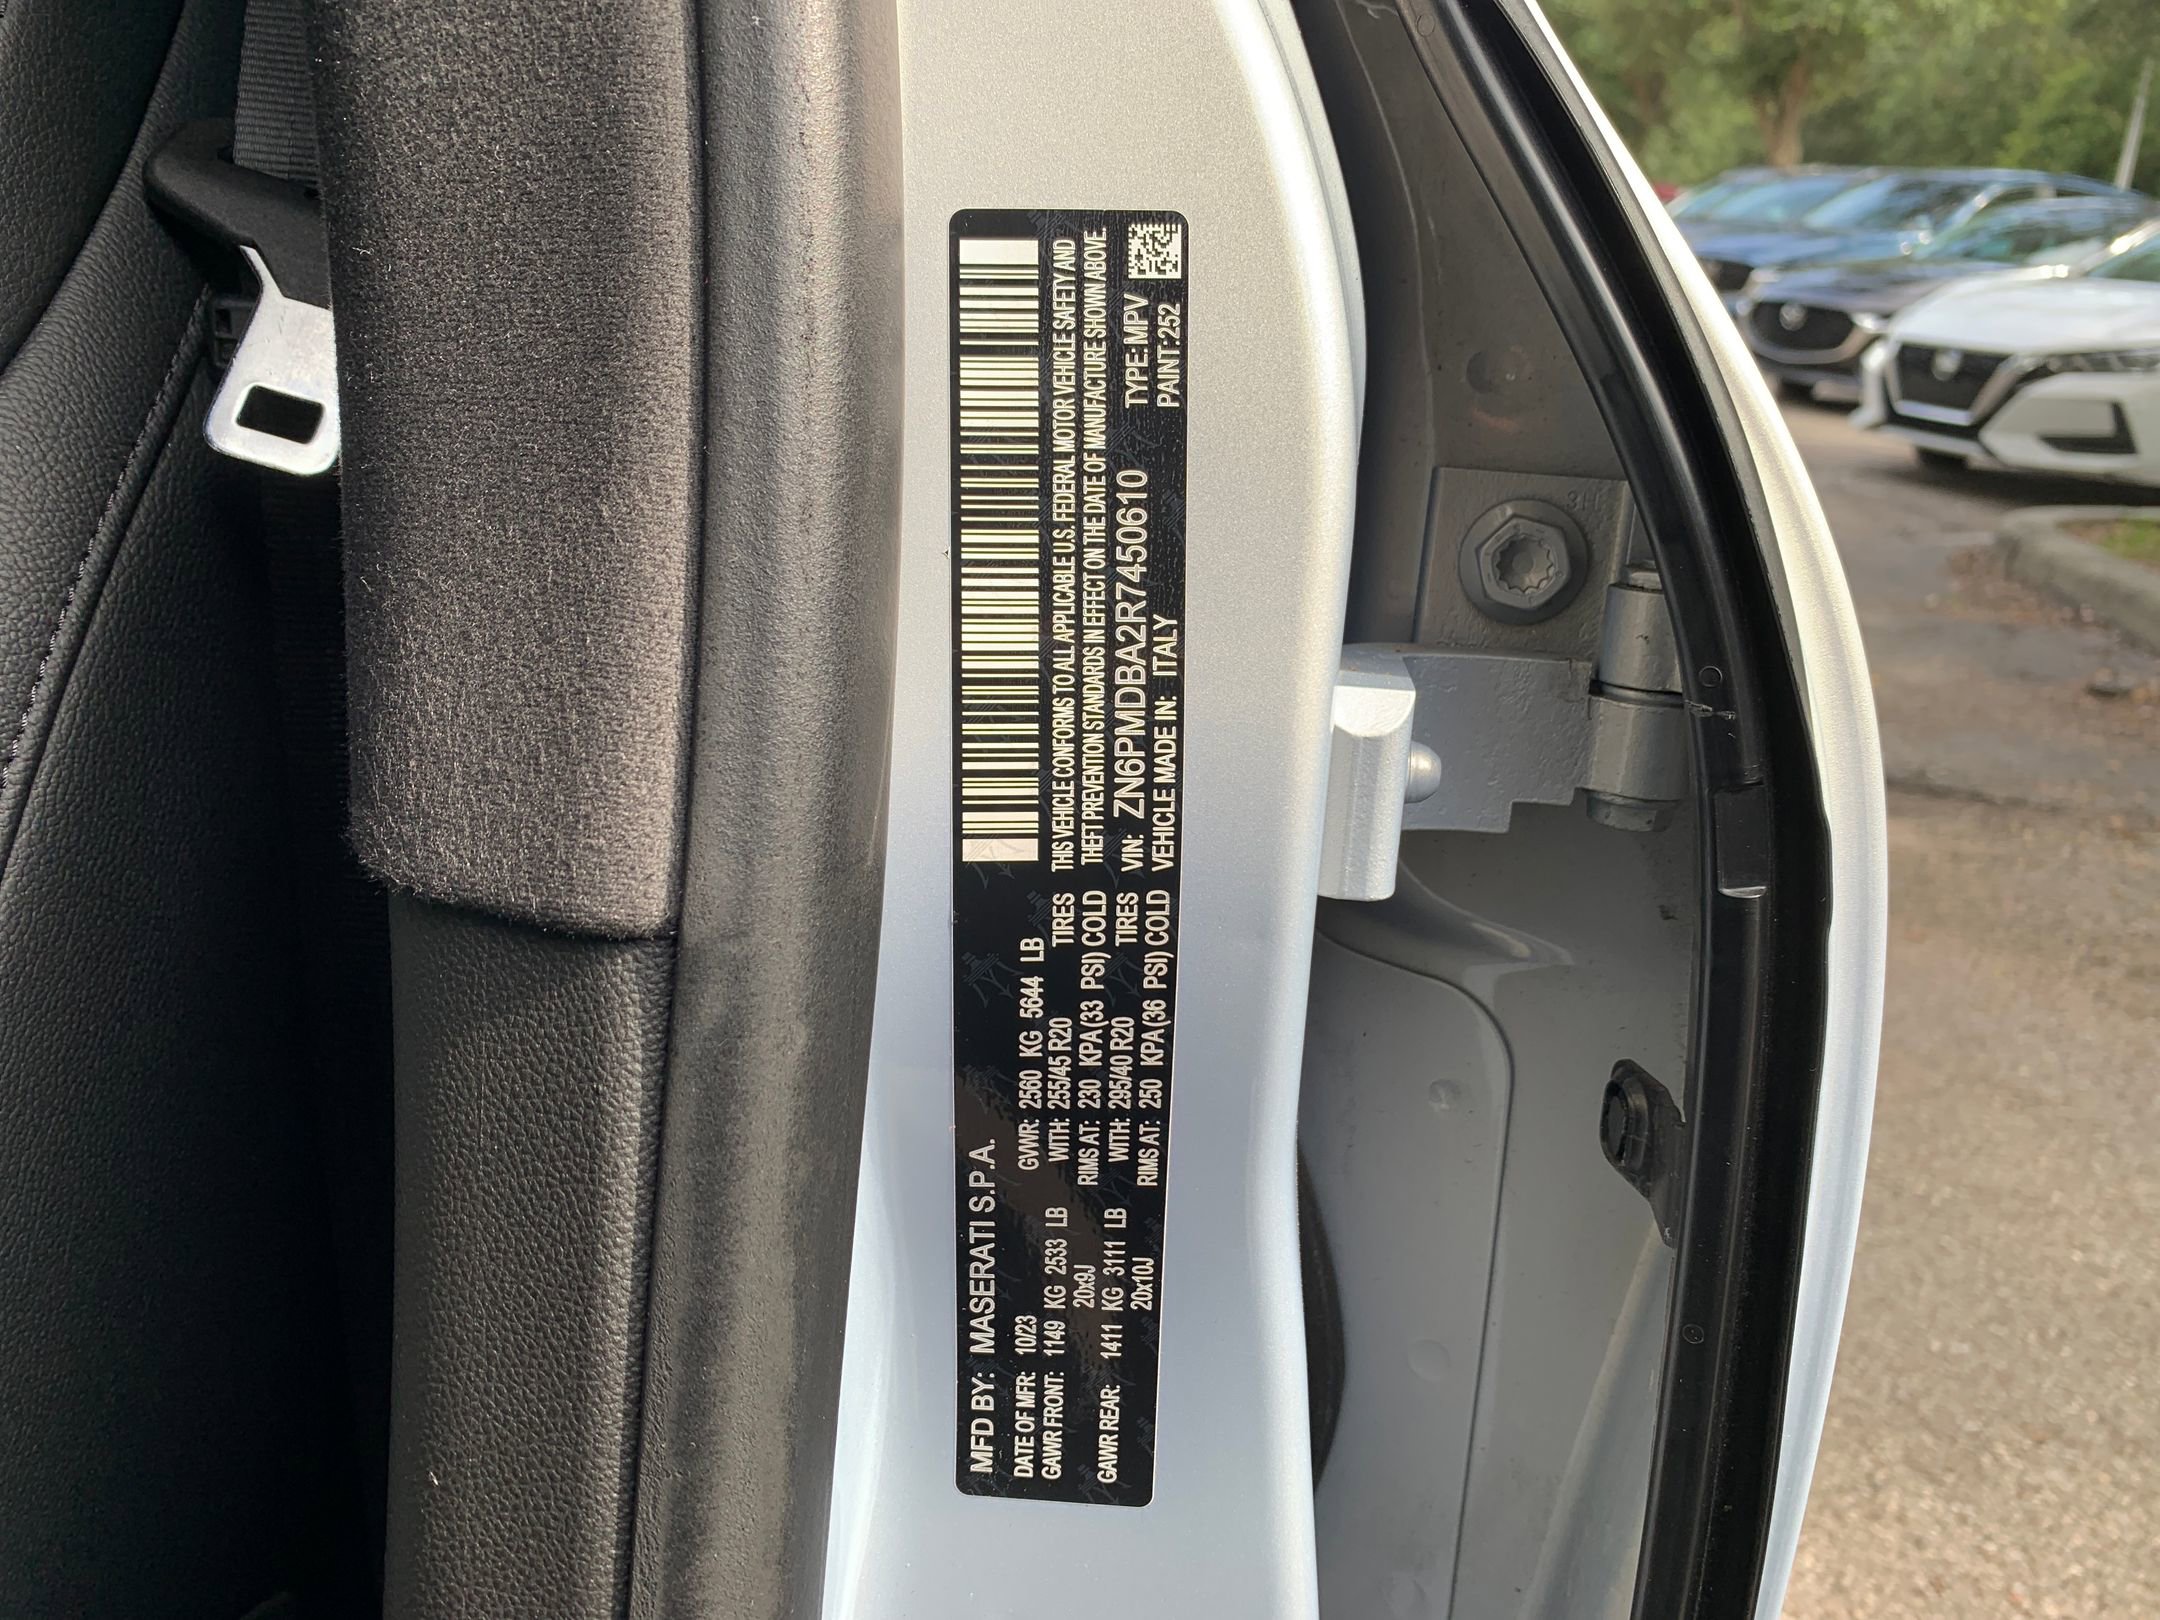 MFD BY: MASERATI S.P.A.
DATE OF MFR: 10/23 GVWR: 2560 KG 5644 LB
GAWR FRONT: 1149 KG 2533 LB WITH: 255/45 R20 TIRES
20x9J RIMS AT: 230 KPA(33 PSI) COLD
GAWR REAR: 1411 KG 3111 LB WITH: 295/40 R20 TIRES
20x10J RIMS AT: 250 KPA(36 PSI) COLD
THIS VEHICLE CONFORMS TO ALL APPLICABLE U.S. FEDERAL MOTOR VEHICLE SAFETY AND
THEFT PREVENTION STANDARDS IN EFFECT ON THE DATE OF MANUFACTURE SHOWN ABOVE.
VIN: ZN6PMDBA2R7450610 TYPE: MPV
VEHICLE MADE IN: ITALY PAINT:252